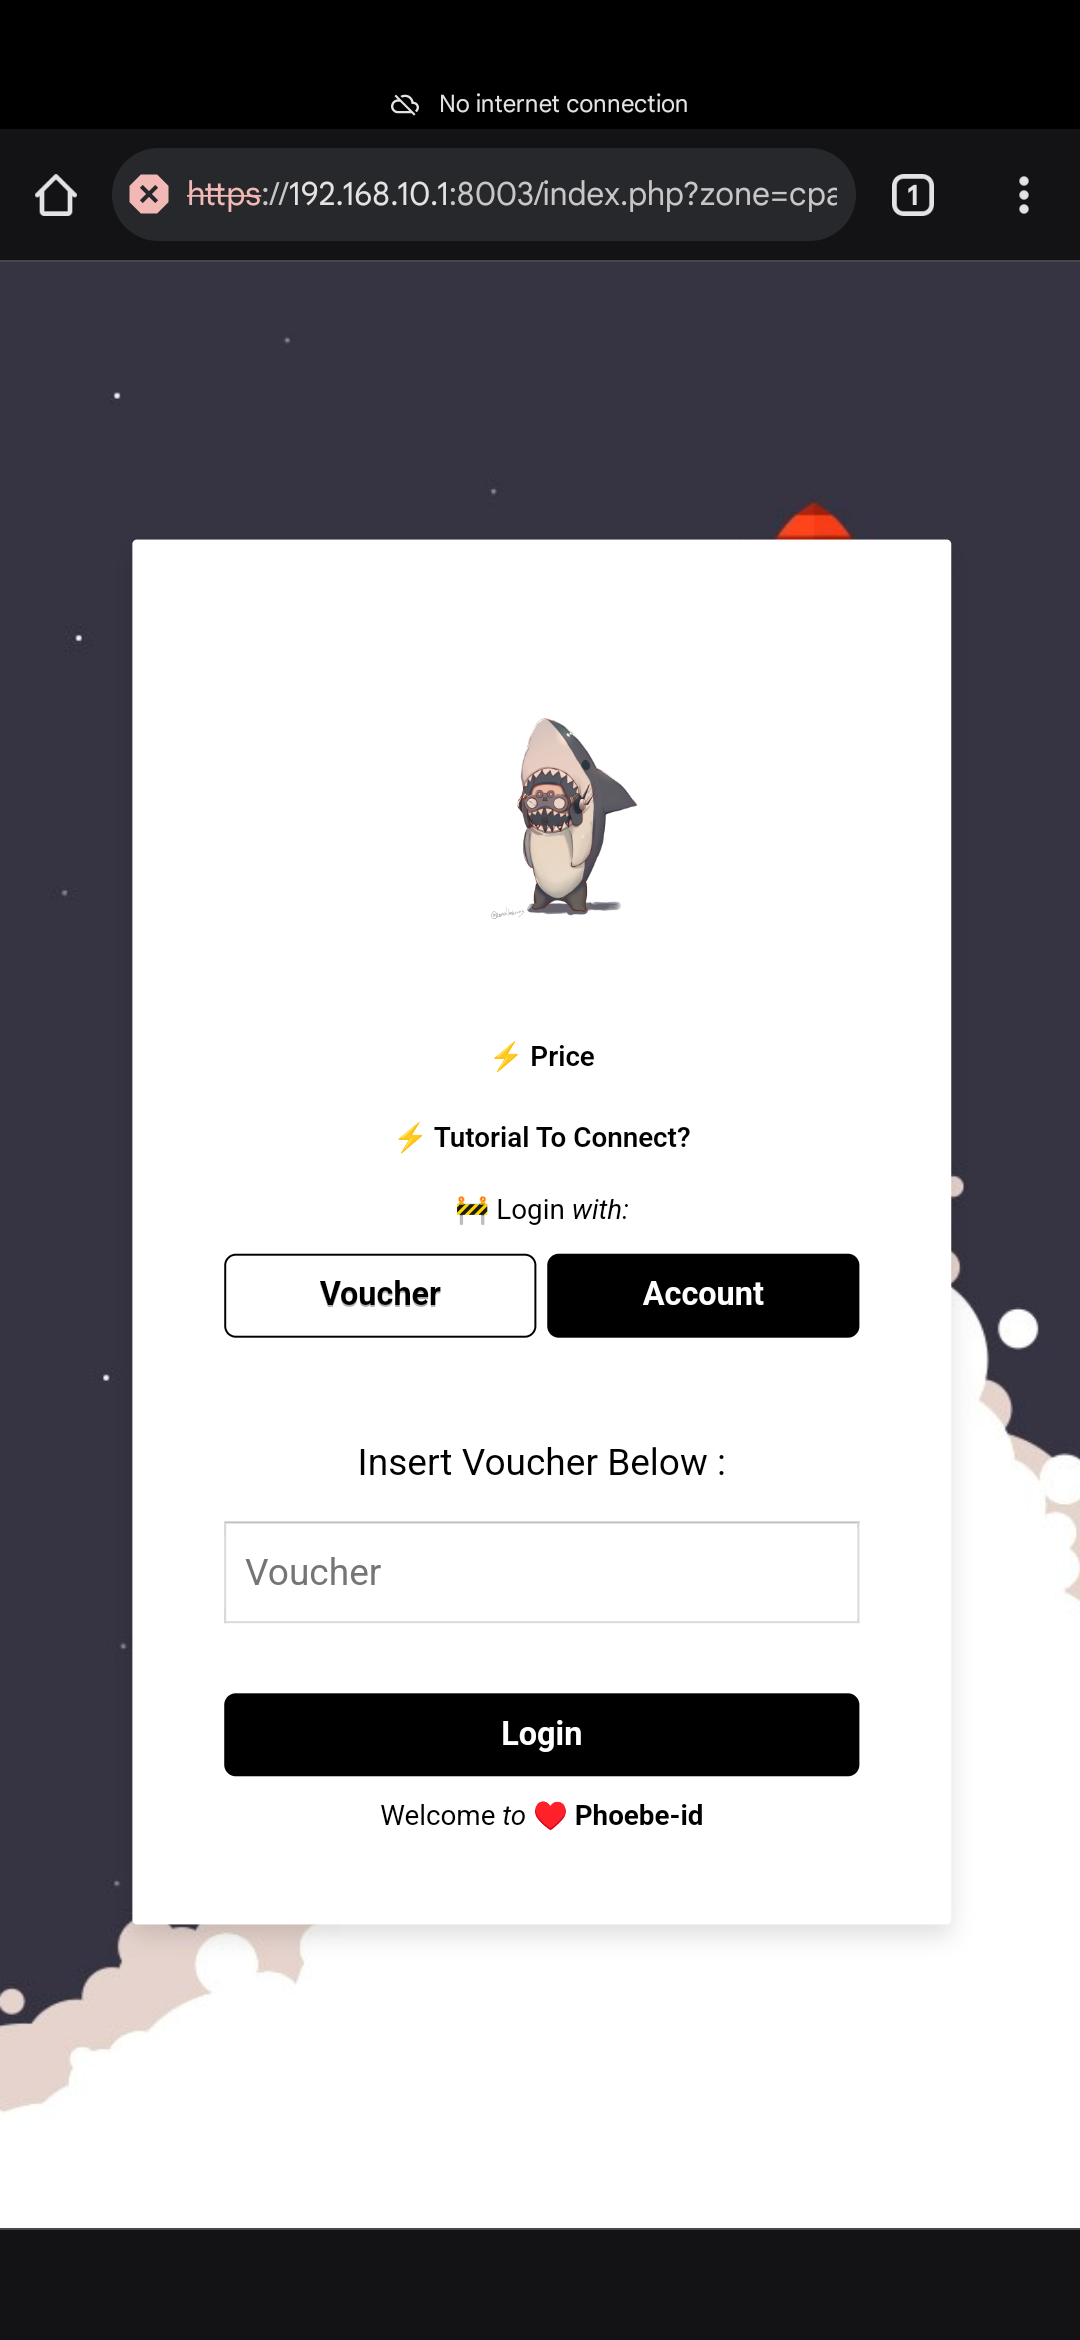 No internet connection
https://192.168.10.1:8003/index.php?zone=cpa
1
⚡ Price
⚡ Tutorial To Connect?
🚧 Login with:
Voucher Account
Insert Voucher Below :
Voucher
Login
Welcome to ❤️ Phoebe-id